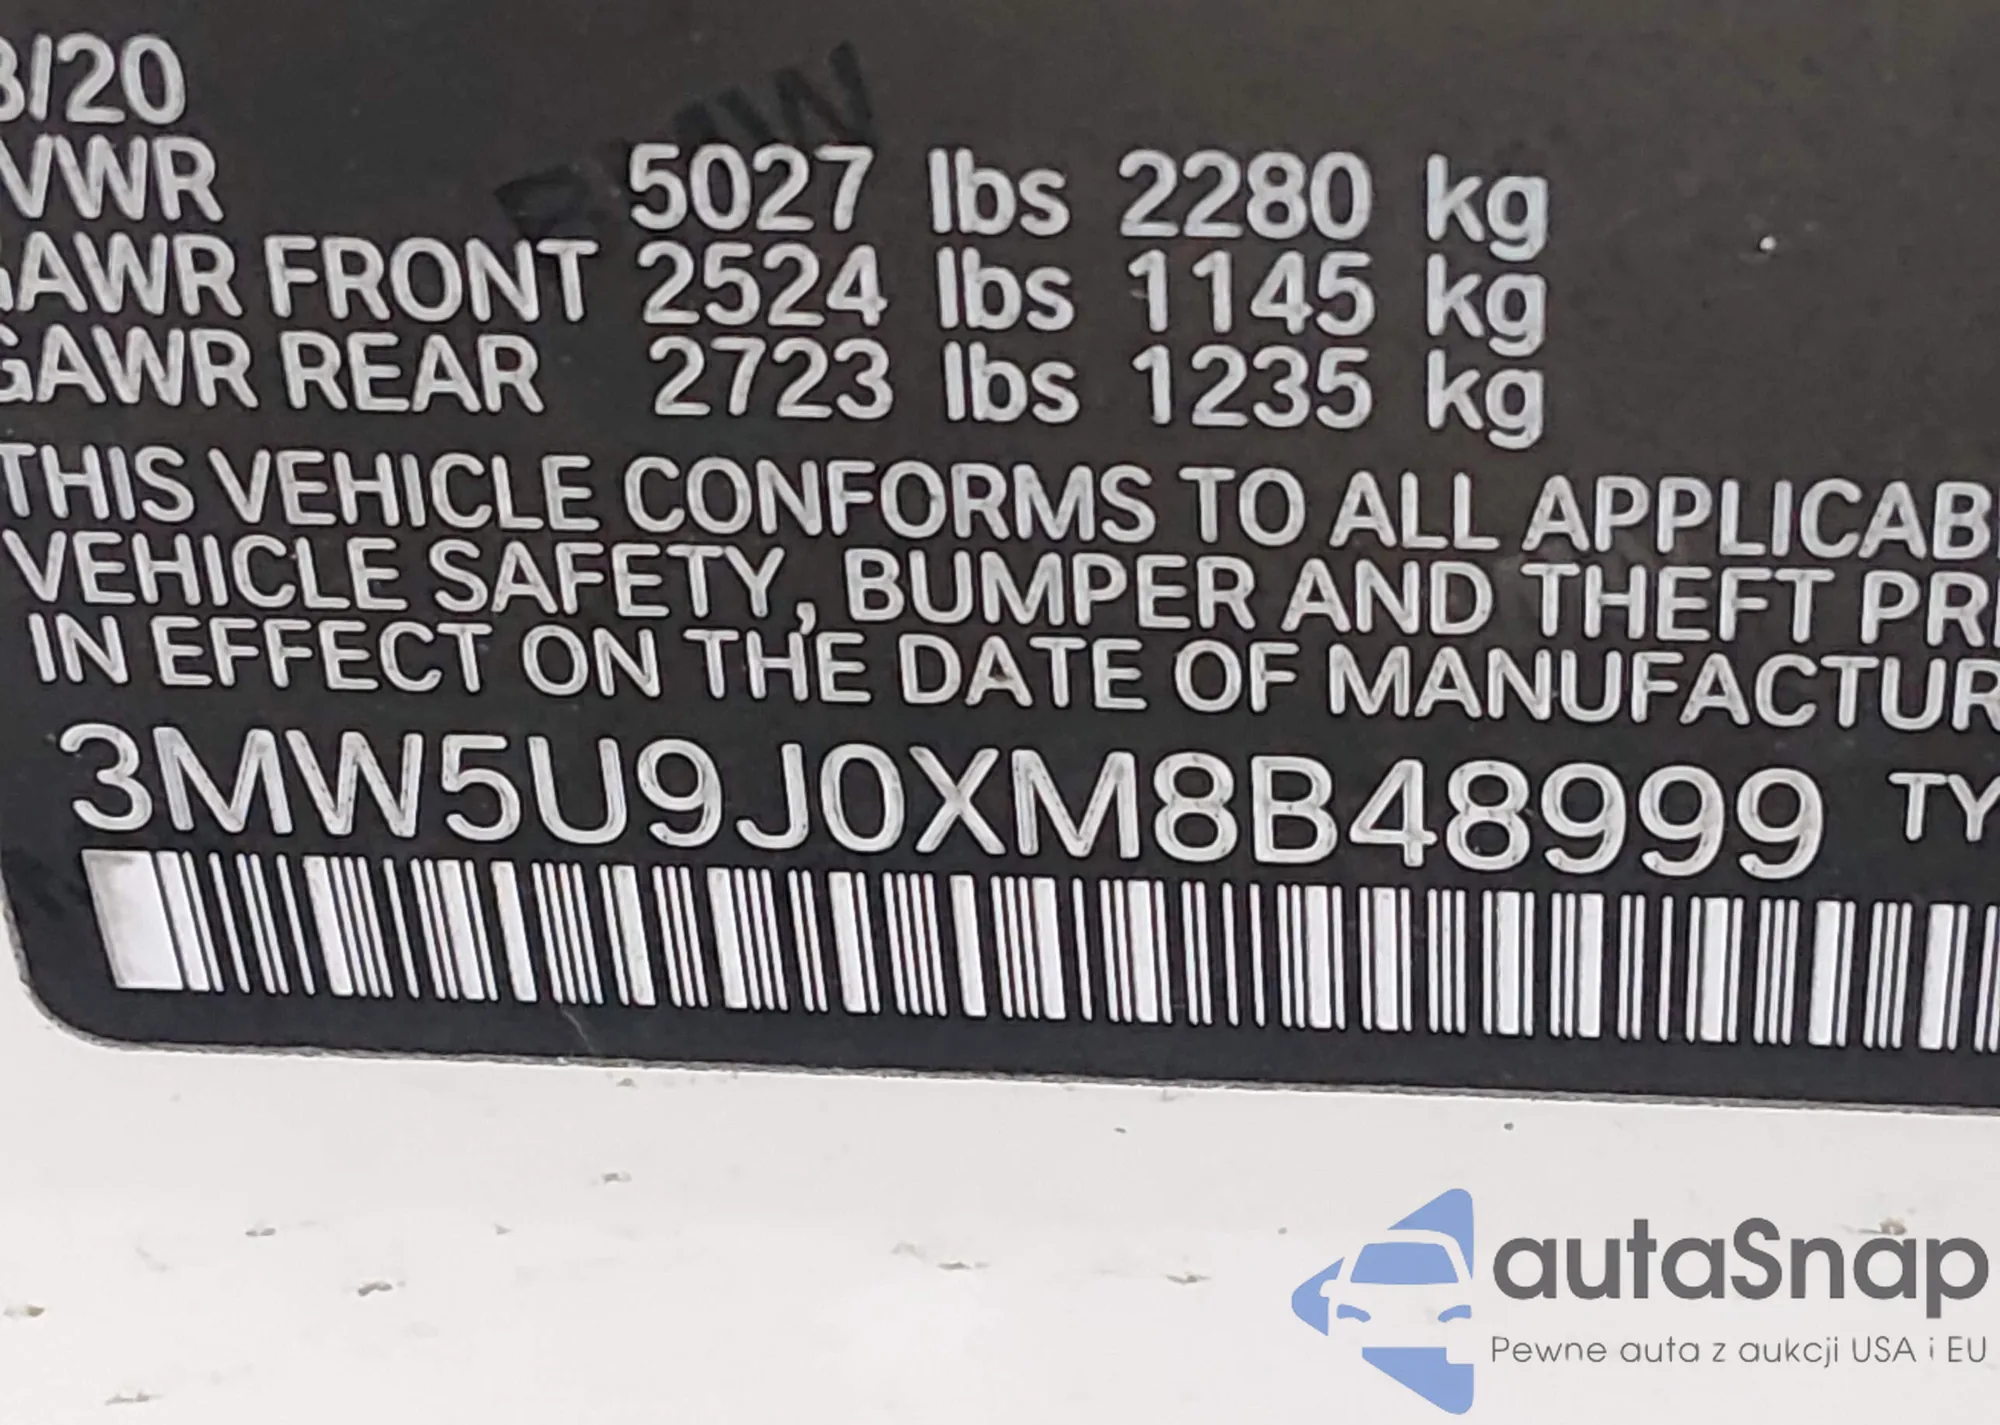 3/20
VWR 5027 lbs 2280 kg
GAWR FRONT 2524 lbs 1145 kg
GAWR REAR 2723 lbs 1235 kg
THIS VEHICLE CONFORMS TO ALL APPLICAB
VEHICLE SAFETY, BUMPER AND THEFT PR
IN EFFECT ON THE DATE OF MANUFACTUR
3MW5U9J0XM8B48999 TY
autaSnap
Pewne auta z aukcji USA i EU